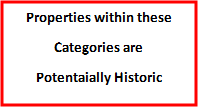 Properties within these
Categories are
Potentaially Historic